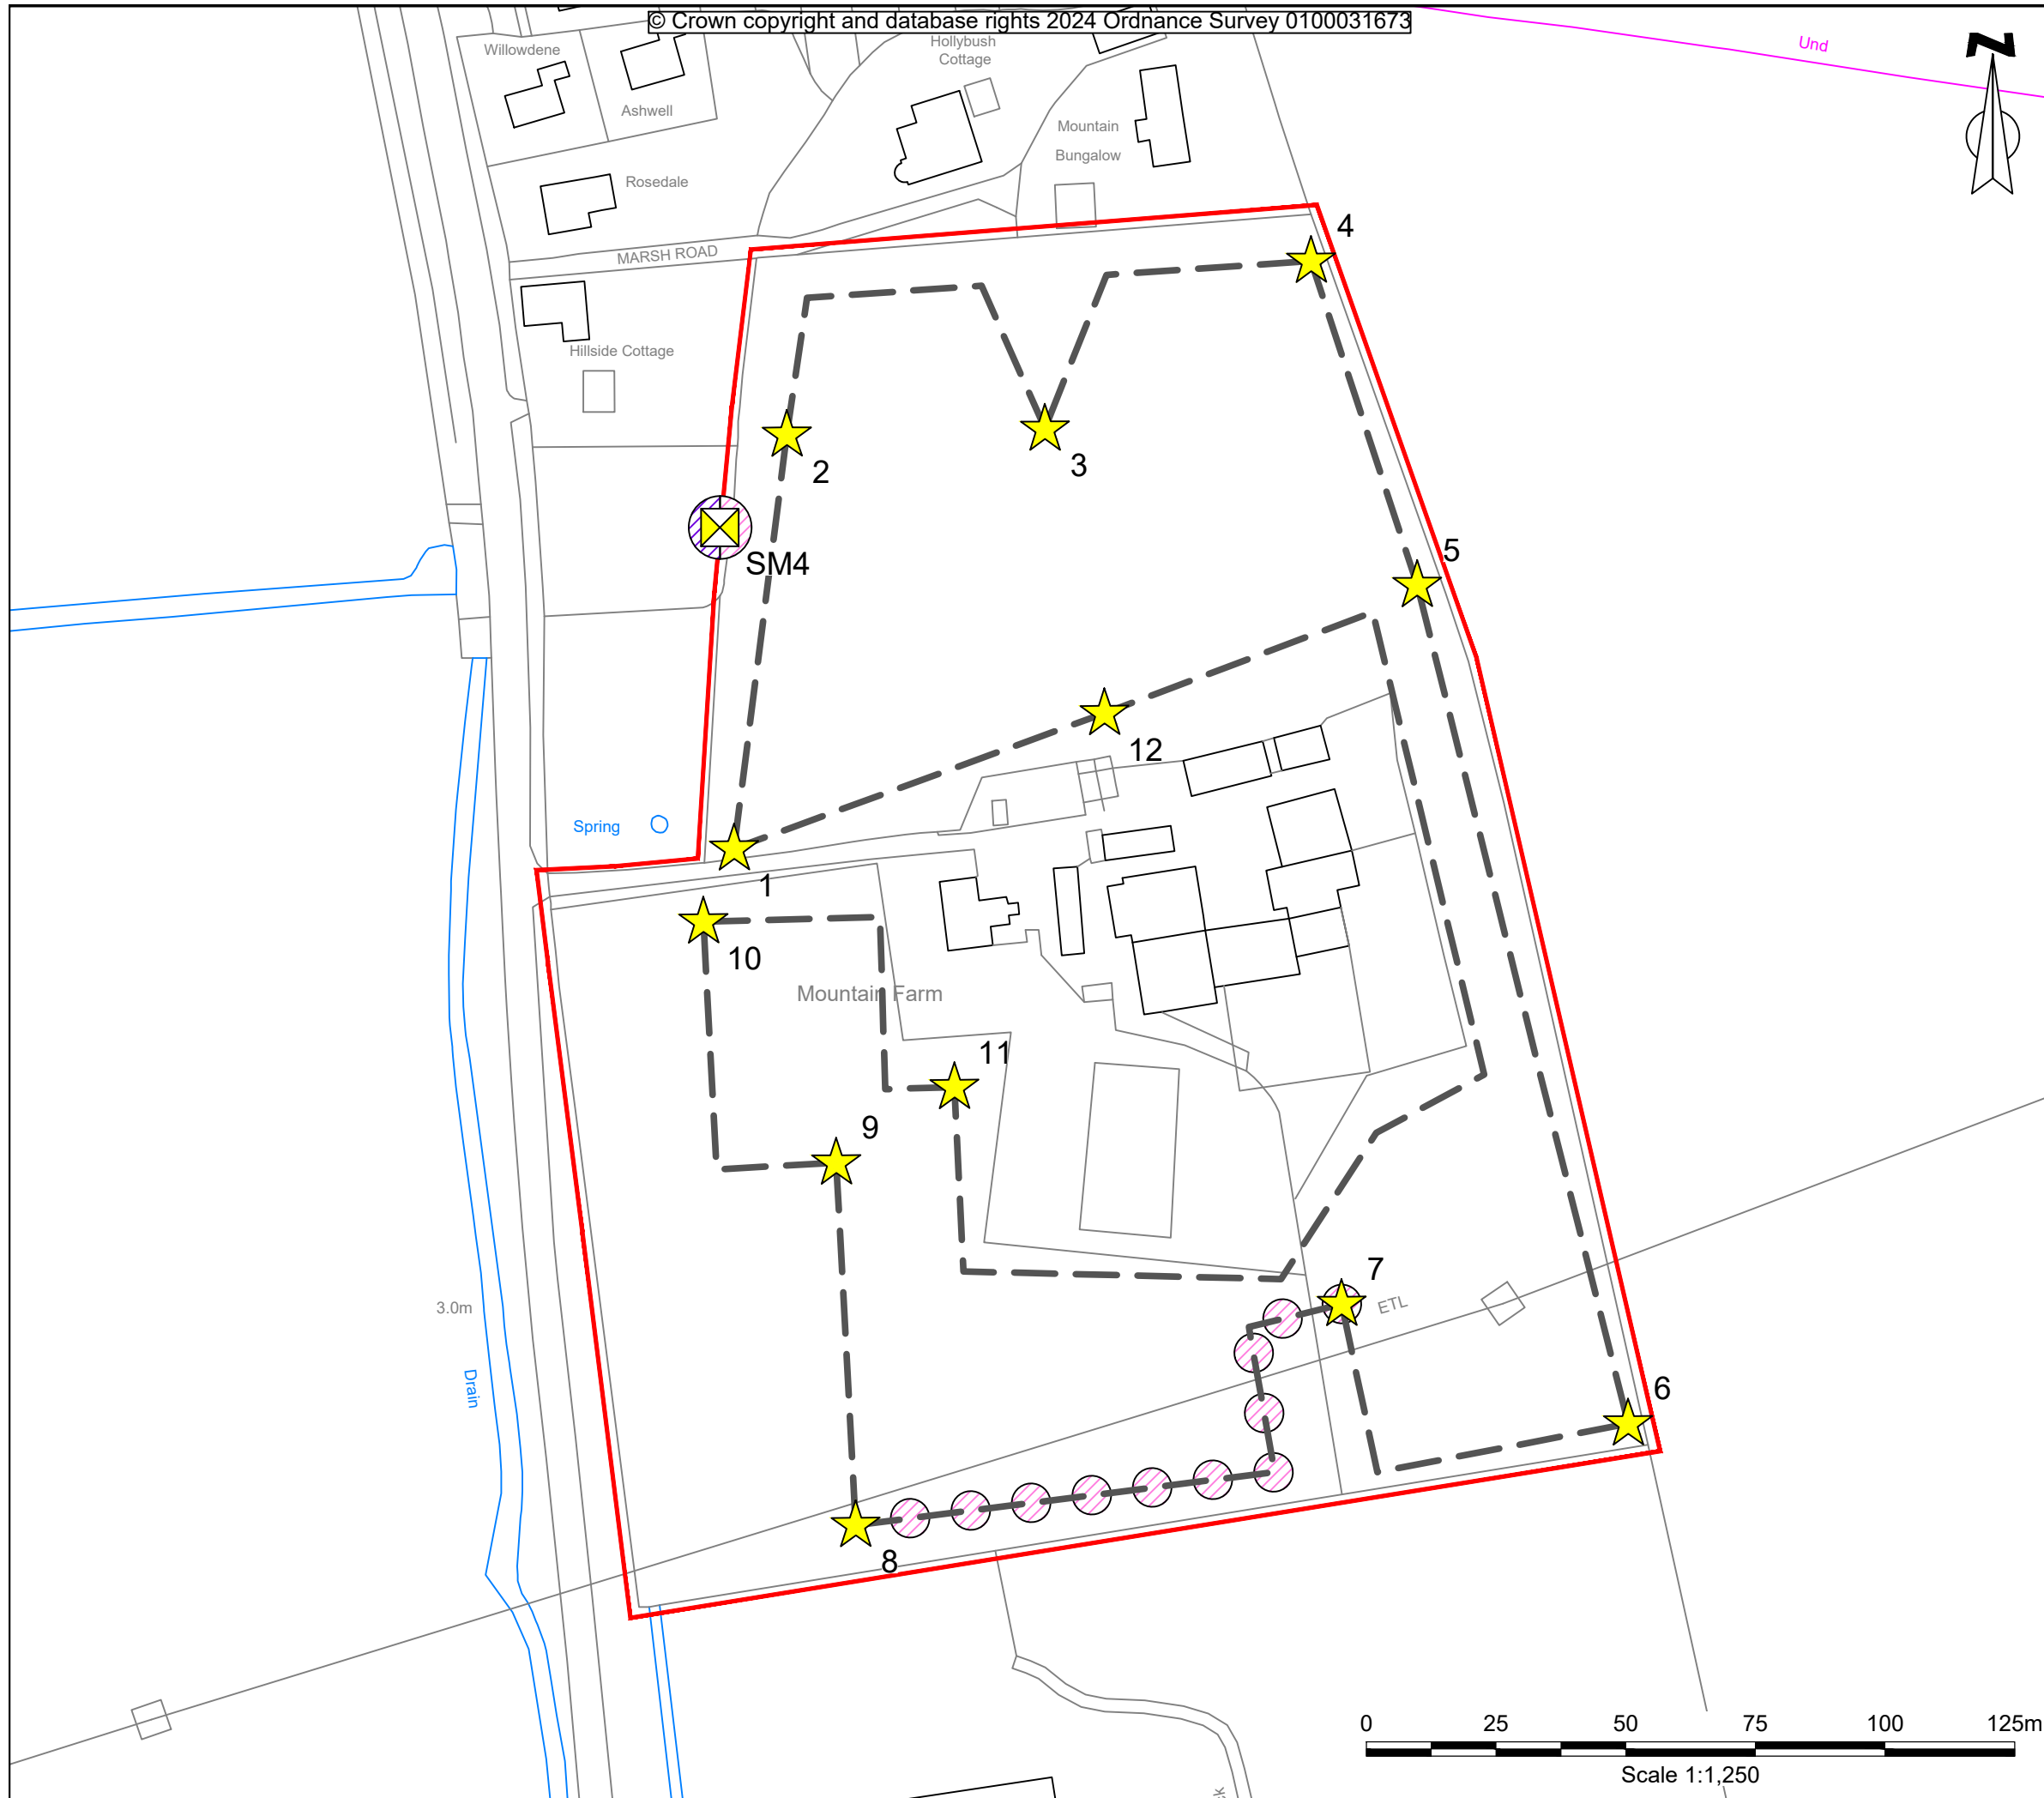 © Crown copyright and database rights 2024 Ordnance Survey 0100031673
Willowdene
Hollybush
Cottage
Und
N
Ashwell
Mountain
Bungalow
Rosedale
4
MARSH ROAD
Hillside Cottage
2
3
5
SM4
12
Spring
1
10
Mountain Farm
11
9
7
ETL
3.0m
Drain
6
8
0 25 50 75 100 125m
Scale 1:1,250